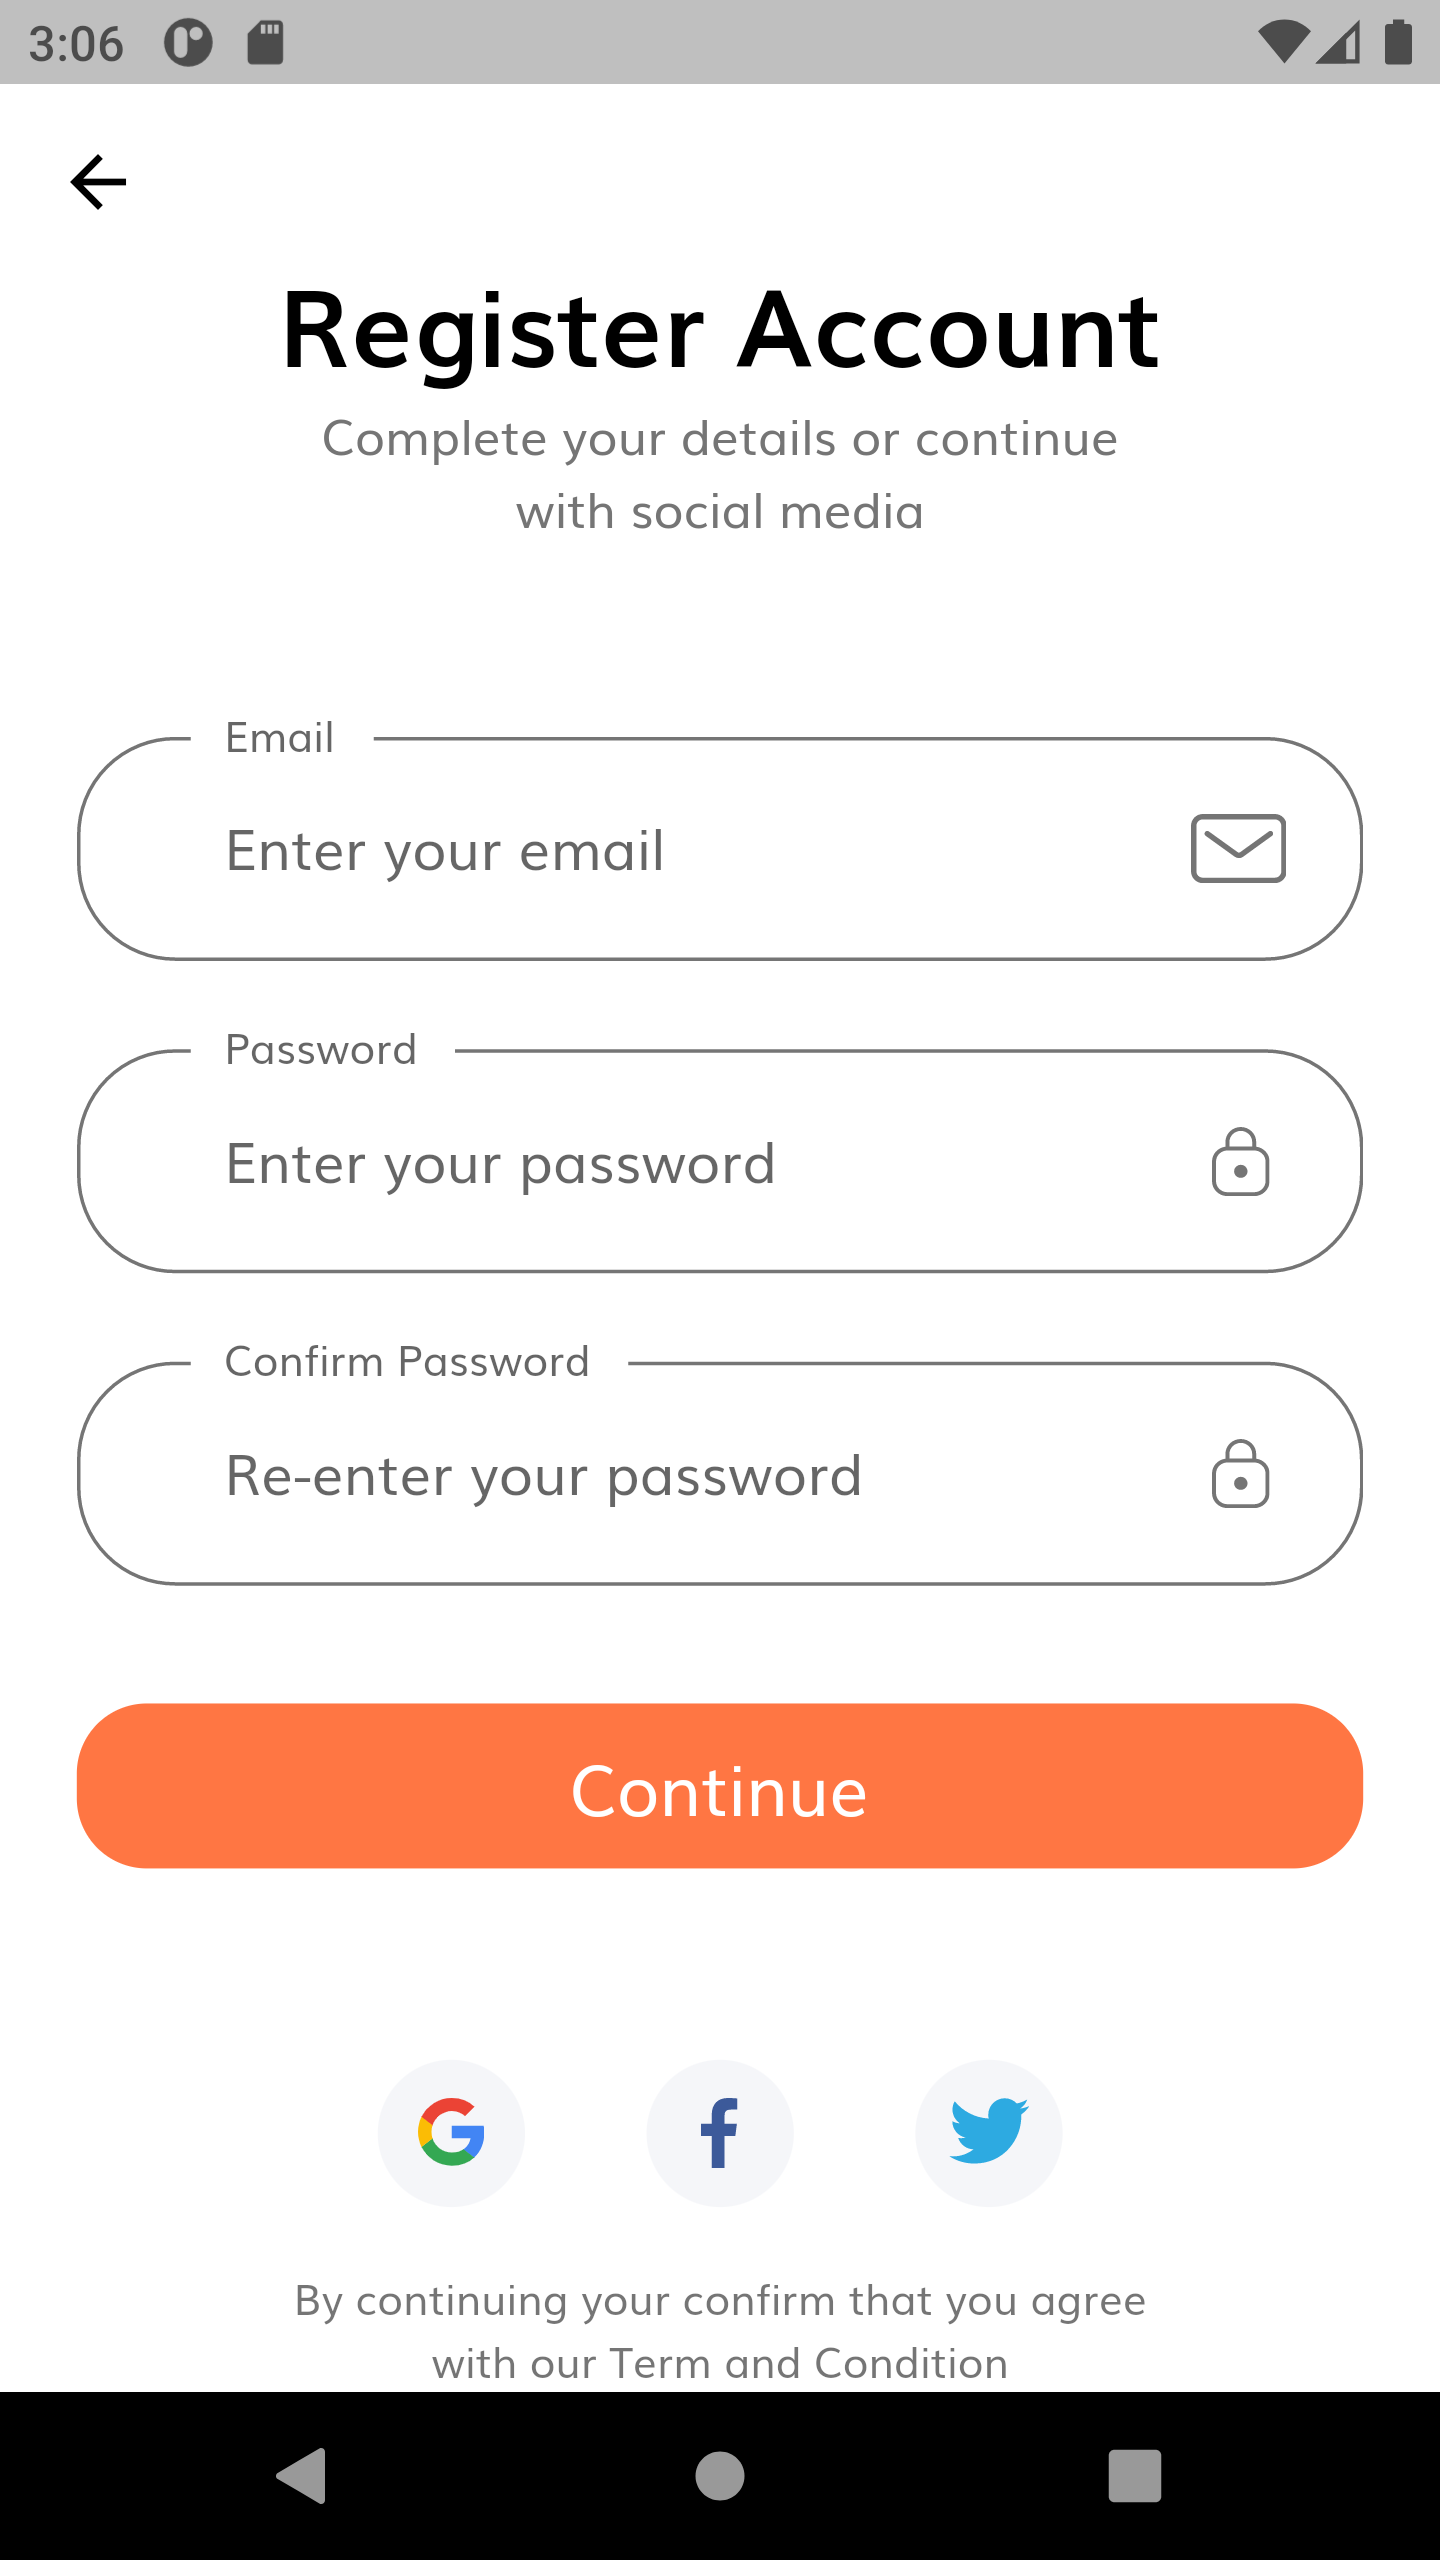 3:06
Register Account
Complete your details or continue
with social media
Email
Enter your email
Password
Enter your password
Confirm Password
Re-enter your password
Continue
By continuing your confirm that you agree
with our Term and Condition